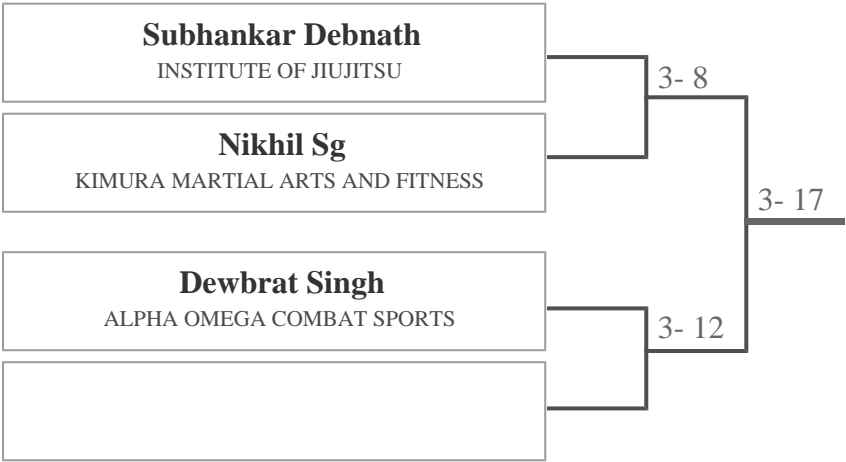 Subhankar Debnath
INSTITUTE OF JIUJITSU
3- 8
Nikhil Sg
KIMURA MARTIAL ARTS AND FITNESS
3- 17
Dewbrat Singh
ALPHA OMEGA COMBAT SPORTS
3- 12